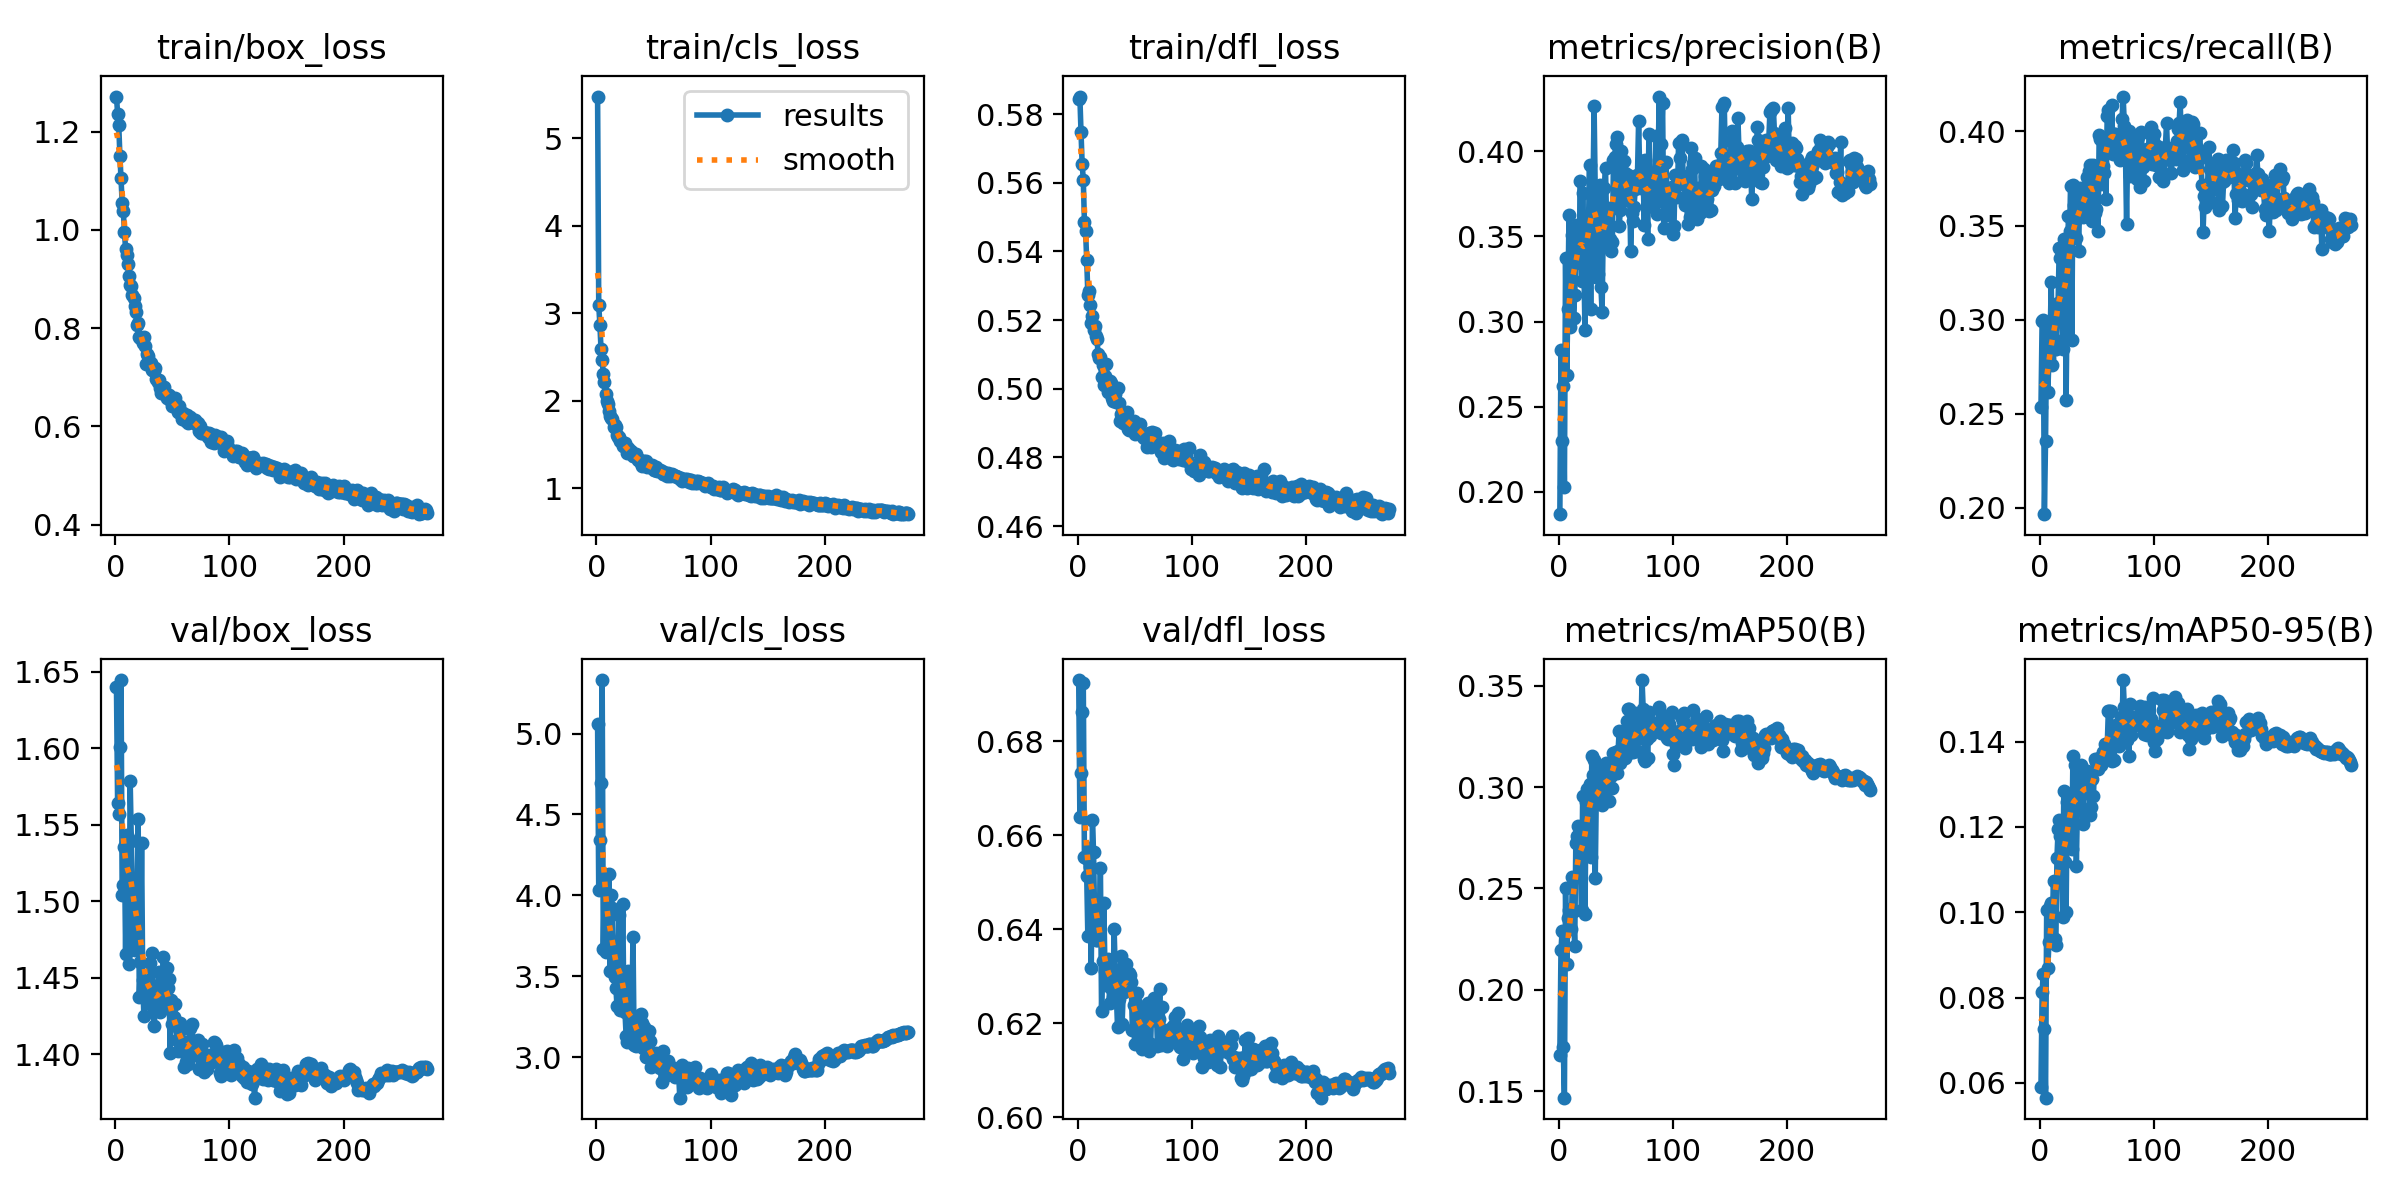 train/box_loss
1.2
1.0
0.8
0.6
0.4
0 100 200
train/cls_loss
results
smooth
5
4
3
2
1
0 100 200
train/dfl_loss
0.58
0.56
0.54
0.52
0.50
0.48
0.46
0 100 200
metrics/precision(B)
0.40
0.35
0.30
0.25
0.20
0 100 200
metrics/recall(B)
0.40
0.35
0.30
0.25
0.20
0 100 200
val/box_loss
1.65
1.60
1.55
1.50
1.45
1.40
0 100 200
val/cls_loss
5.0
4.5
4.0
3.5
3.0
0 100 200
val/dfl_loss
0.68
0.66
0.64
0.62
0.60
0 100 200
metrics/mAP50(B)
0.35
0.30
0.25
0.20
0.15
0 100 200
metrics/mAP50-95(B)
0.14
0.12
0.10
0.08
0.06
0 100 200